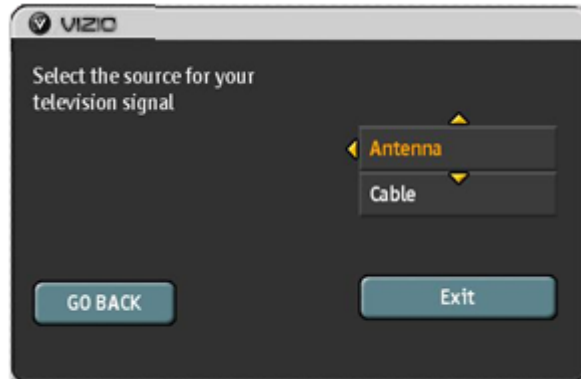 VIZIO
Select the source for your
television signal
Antenna
Cable
GO BACK
Exit